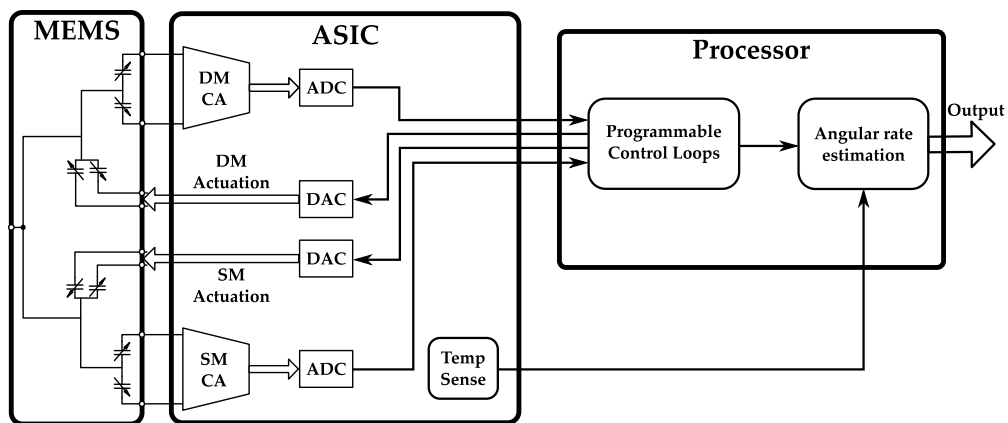 MEMS
ASIC
Processor
DM
CA
ADC
DM
Actuation
DAC
DAC
SM
Actuation
SM
CA
ADC
Temp
Sense
Programmable
Control Loops
Angular rate
estimation
Output